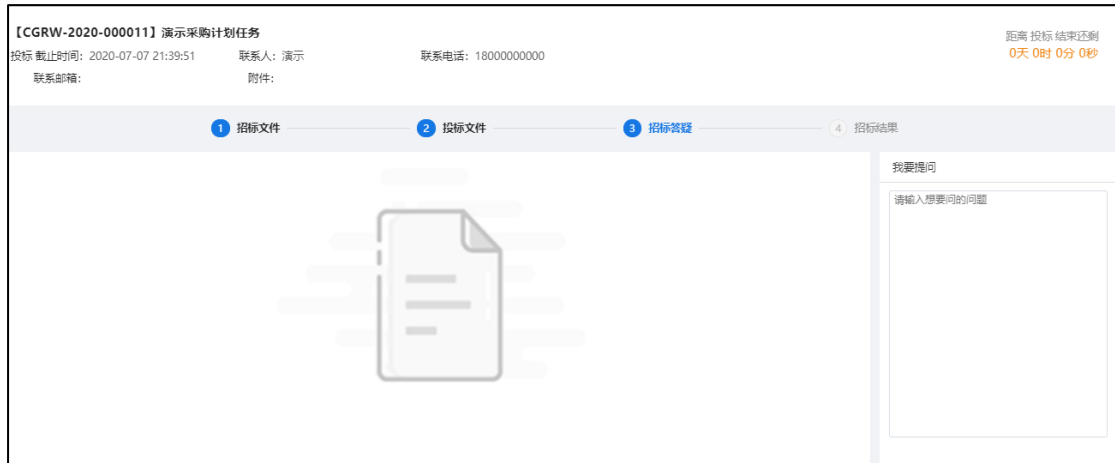 【CGRW-2020-000011】演示采购计划任务
距离 投标 结束还剩
投标 截止时间：2020-07-07 21:39:51 联系人：演示 联系电话：18000000000
0天 0时 0分 0秒
联系邮箱： 附件：
1 招标文件 2 投标文件 3 招标答疑 4 招标结果
我要提问
请输入想要问的问题